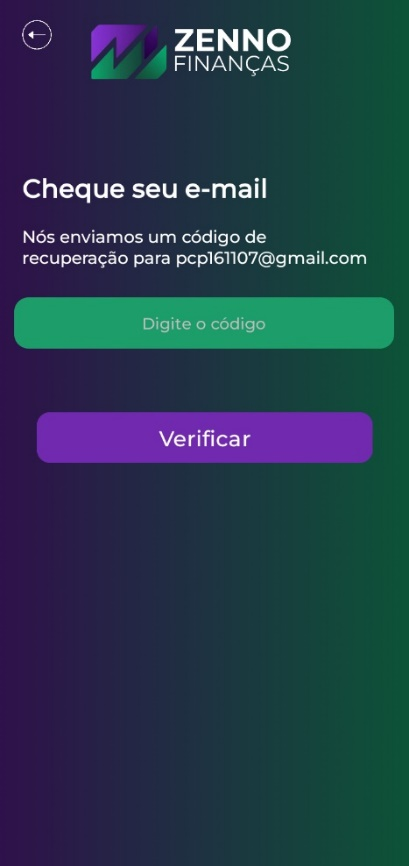 ZENNO
FINANÇAS
Cheque seu e-mail
Nós enviamos um código de
recuperação para pcp161107@gmail.com
Digite o código
Verificar